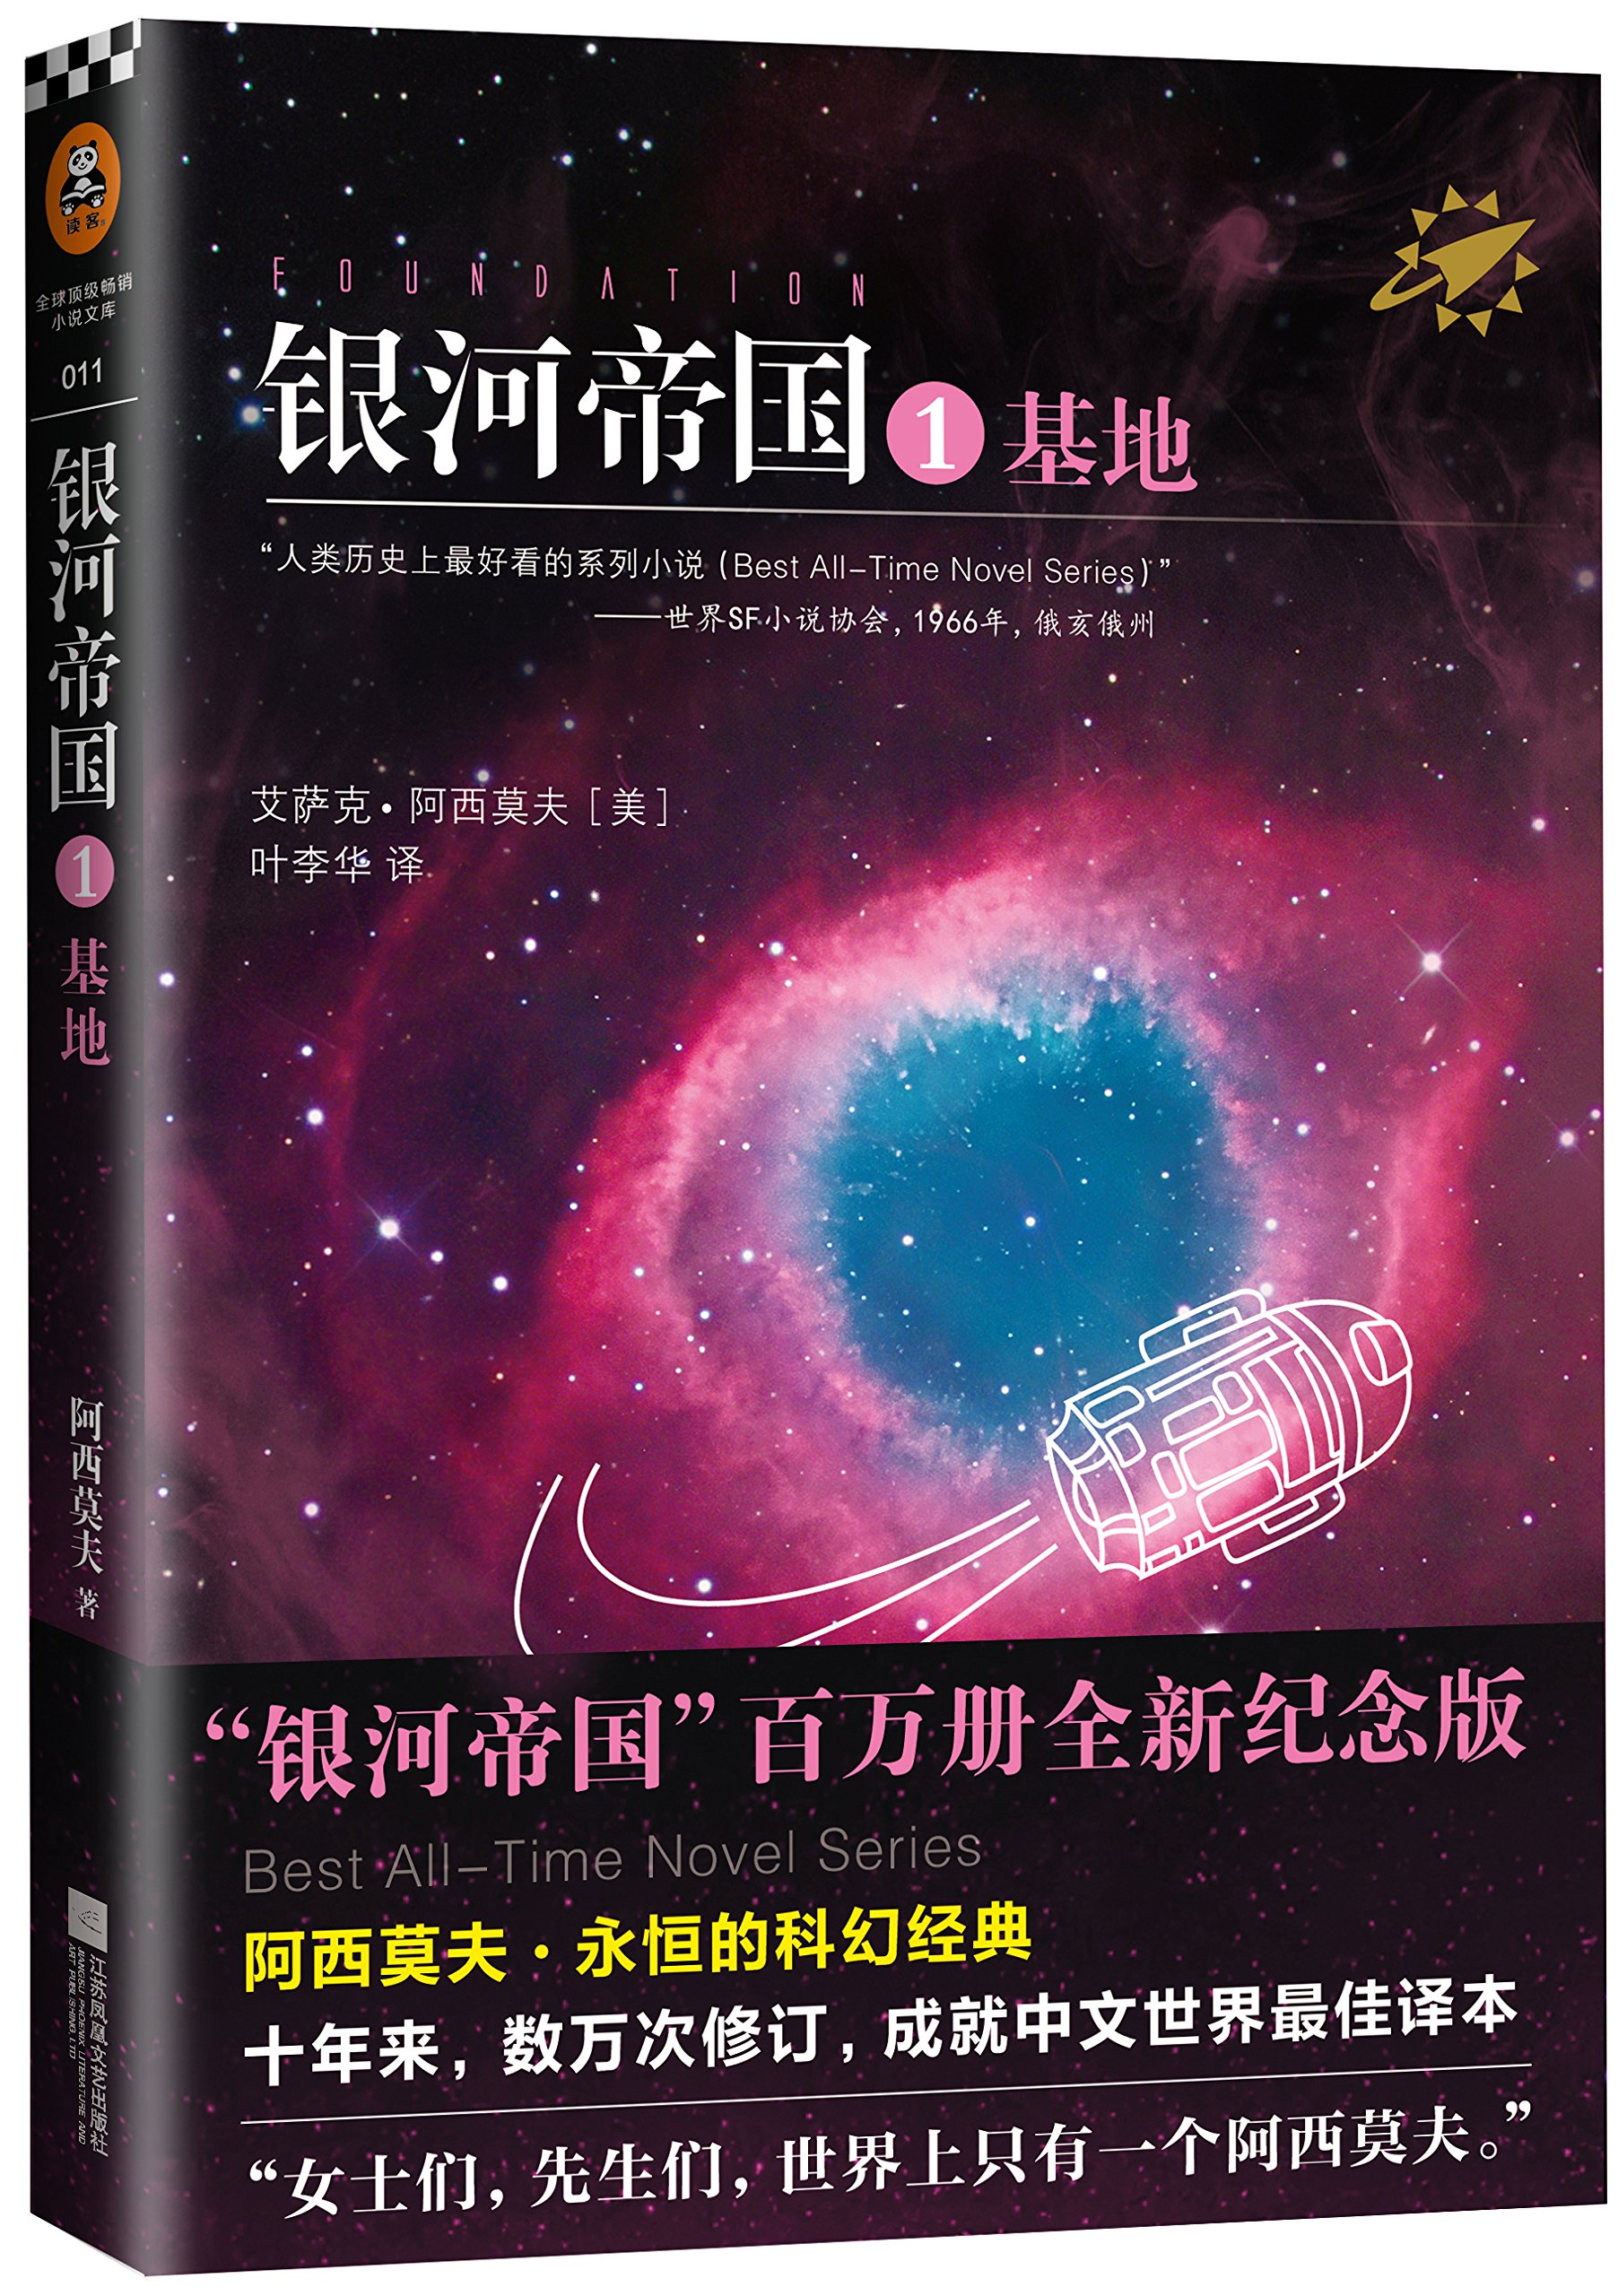 读客
全球顶级畅销
小说文库
011
银河帝国
1
基地
阿西莫夫 著
江苏凤凰文艺出版社
JIANGSU PHOENIX LITERATURE AND
ART PUBLISHING, LTD
FOUNDATION
银河帝国1基地
“人类历史上最好看的系列小说（Best All-Time Novel Series）”
——世界SF小说协会，1966年，俄亥俄州
艾萨克·阿西莫夫［美］
叶李华 译
“银河帝国”百万册全新纪念版
Best All-Time Novel Series
阿西莫夫·永恒的科幻经典
十年来，数万次修订，成就中文世界最佳译本
“女士们，先生们，世界上只有一个阿西莫夫。”